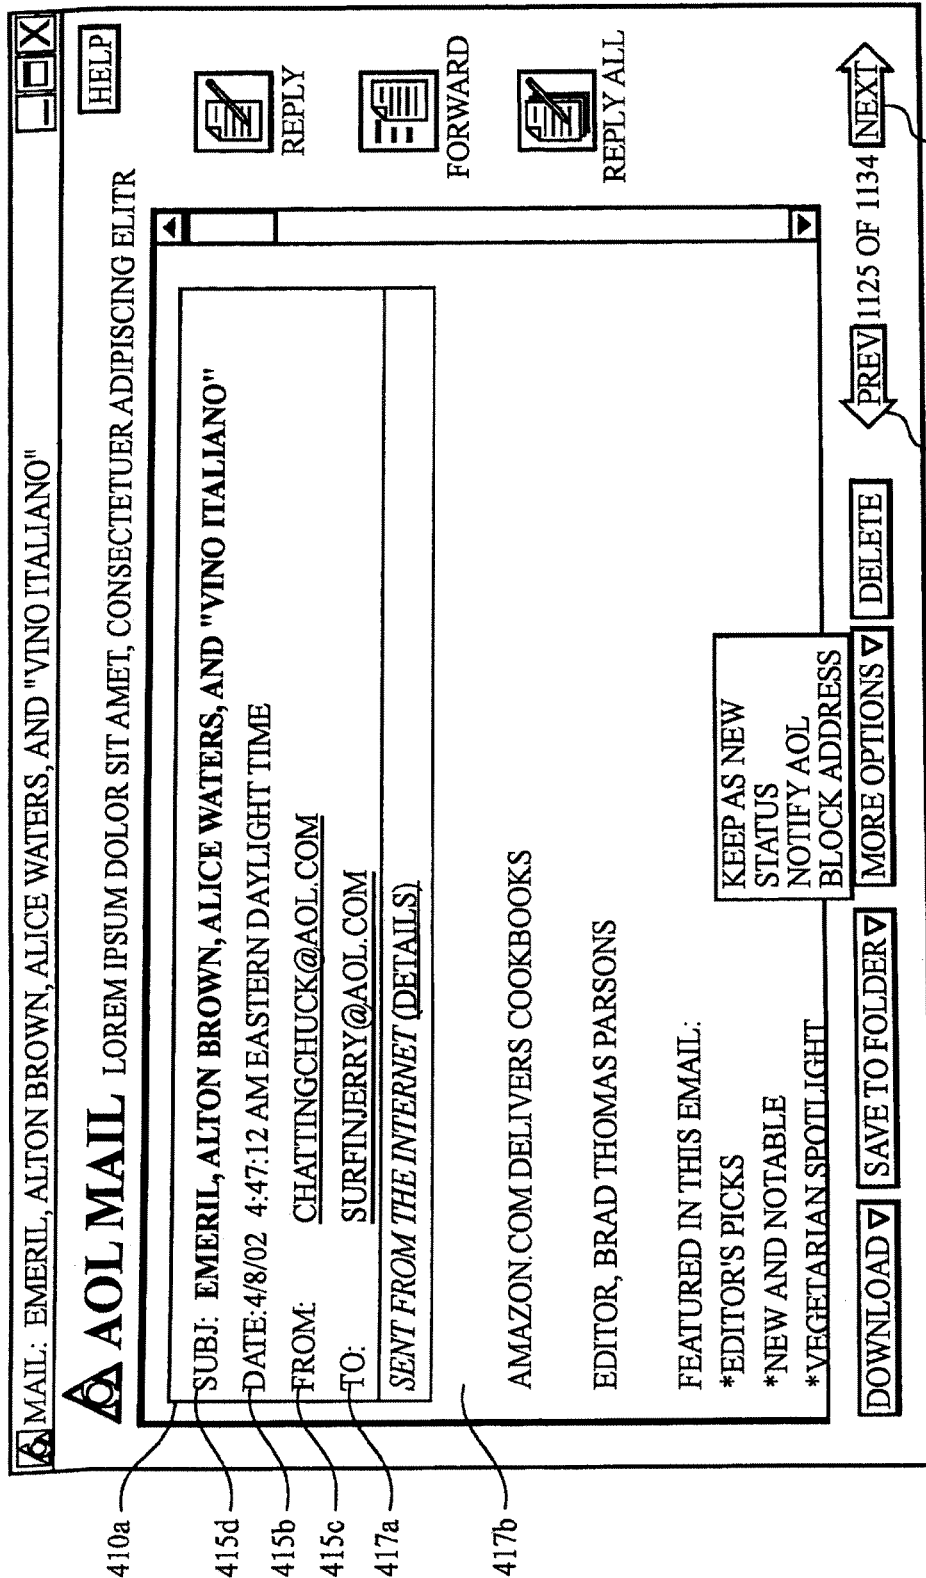 MAIL: EMERIL, ALTON BROWN, ALICE WATERS, AND "VINO ITALIANO"
AOL MAIL LOREM IPSUM DOLOR SIT AMET, CONSECTETUER ADIPISCING ELITR
HELP
410a
415d
SUBJ: EMERIL, ALTON BROWN, ALICE WATERS, AND "VINO ITALIANO"
415b
DATE:4/8/02 4:47:12 AM EASTERN DAYLIGHT TIME
415c
FROM: CHATTINGCHUCK@AOL.COM
417a
TO: SURFINJERRY@AOL.COM
SENT FROM THE INTERNET (DETAILS)
417b
AMAZON.COM DELIVERS COOKBOOKS
EDITOR, BRAD THOMAS PARSONS
FEATURED IN THIS EMAIL:
*EDITOR'S PICKS
*NEW AND NOTABLE
*VEGETARIAN SPOTLIGHT
REPLY
FORWARD
REPLY ALL
KEEP AS NEW
STATUS
NOTIFY AOL
BLOCK ADDRESS
DOWNLOAD SAVE TO FOLDER MORE OPTIONS DELETE PREV 1125 OF 1134 NEXT